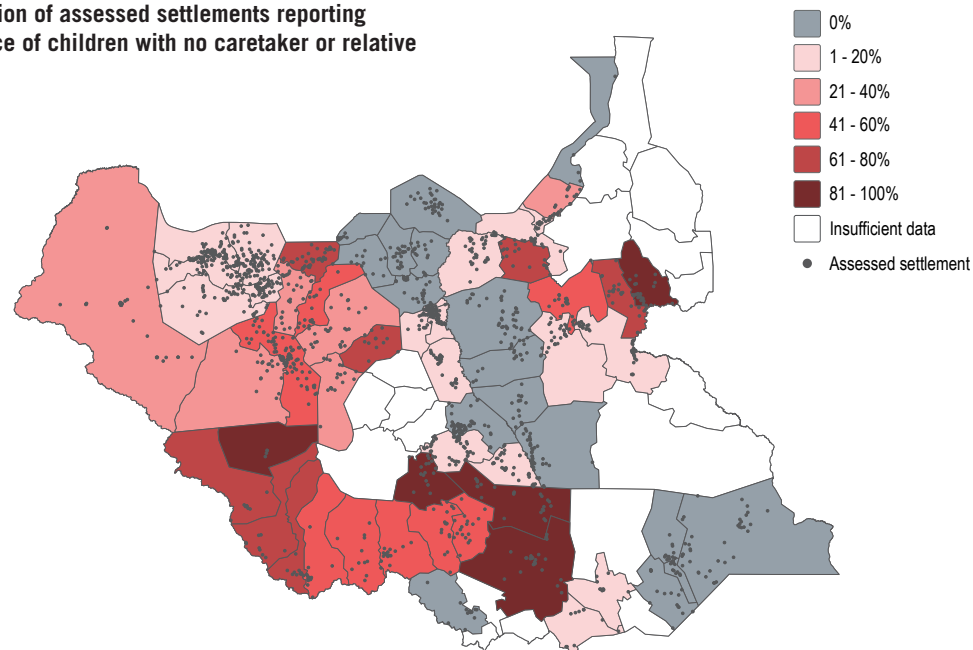 ion of assessed settlements reporting
ce of children with no caretaker or relative
0%
1 - 20%
21 - 40%
41 - 60%
61 - 80%
81 - 100%
Insufficient data
Assessed settlement